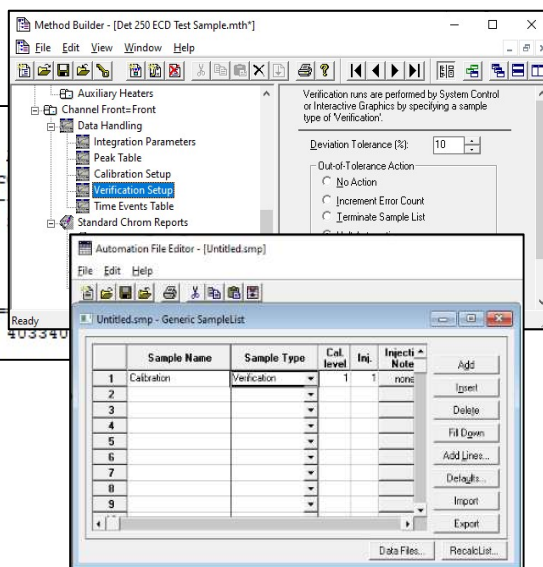 Method Builder - [Det 250 ECD Test Sample.mth*]
File Edit View Window Help
Auxiliary Heaters
Channel Front=Front
Data Handling
Integration Parameters
Peak Table
Calibration Setup
Verification Setup
Time Events Table
Standard Chrom Reports
Verification runs are performed by System Control
or Interactive Graphics by specifying a sample
type of 'Verification'.
Deviation Tolerance (%): 10
Out-of-Tolerance Action
No Action
Increment Error Count
Terminate Sample List
Ready
Automation File Editor - [Untitled.smp]
File Edit Help
Untitled.smp - Generic SampleList
Sample Name Sample Type Cal. level Inj. Injecti Note
1 Calibration Verification 1 1 none
2
3
4
5
6
7
8
9
Add
Insert
Delete
Fill Down
Add Lines...
Defaults...
Import
Export
Data Files... RecalcList...